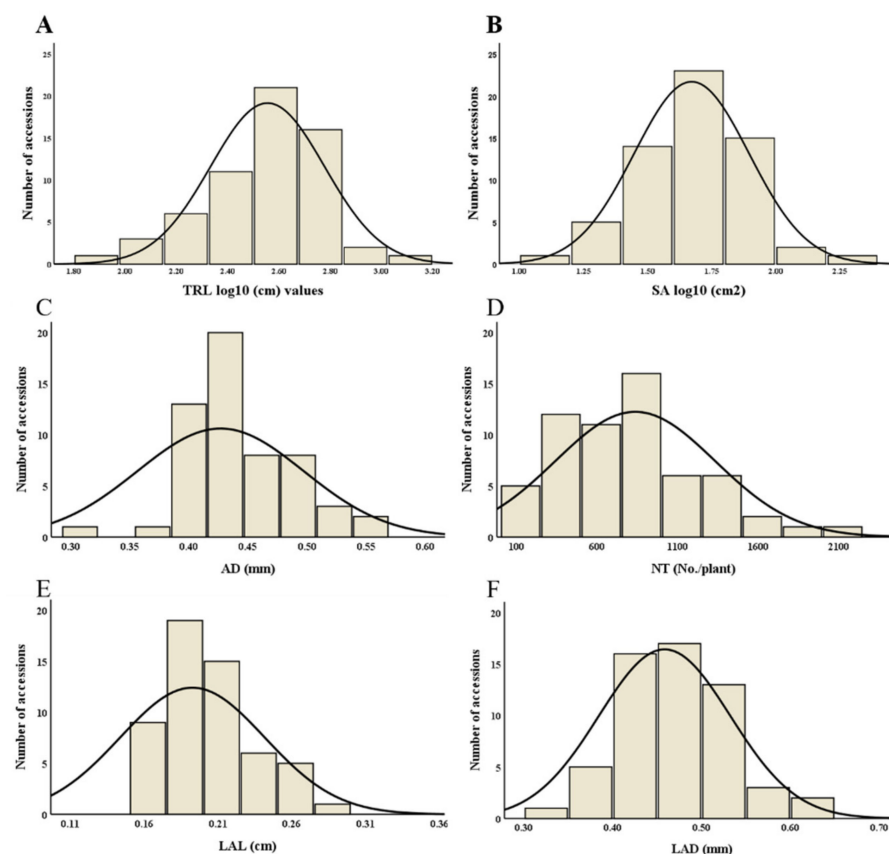 A
Number of accessions
25
20
15
10
5
0
1.80 2.00 2.20 2.40 2.60 2.80 3.00 3.20
TRL log10 (cm) values
B
Number of accessions
25
20
15
10
5
0
1.00 1.25 1.50 1.75 2.00 2.25
SA log10 (cm2)
C
Number of accessions
20
15
10
5
0
0.30 0.35 0.40 0.45 0.50 0.55 0.60
AD (mm)
D
Number of accessions
20
15
10
5
0
100 600 1100 1600 2100
NT (No./plant)
E
Number of accessions
20
15
10
5
0
0.11 0.16 0.21 0.26 0.31 0.36
LAL (cm)
F
Number of accessions
20
15
10
5
0
0.30 0.40 0.50 0.60 0.70
LAD (mm)